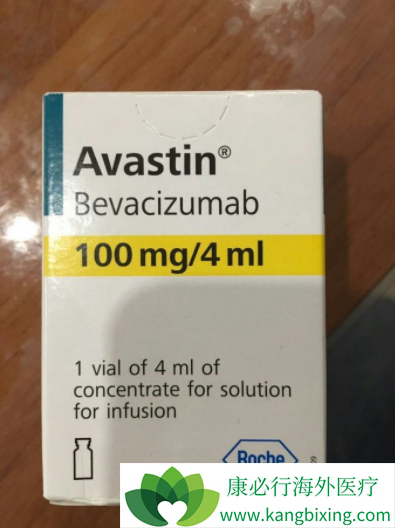 Avastin®
Bevacizumab
100 mg/4 ml
1 vial of 4 ml of
concentrate for solution
for infusion
Roche
康必行海外医疗
www.kangbixing.com